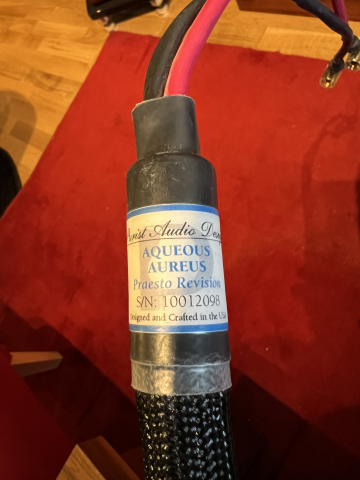 Audio
AQUEOUS
AUREUS
Praesto Revision
S/N: 10012098
Designed and Crafted in the USA